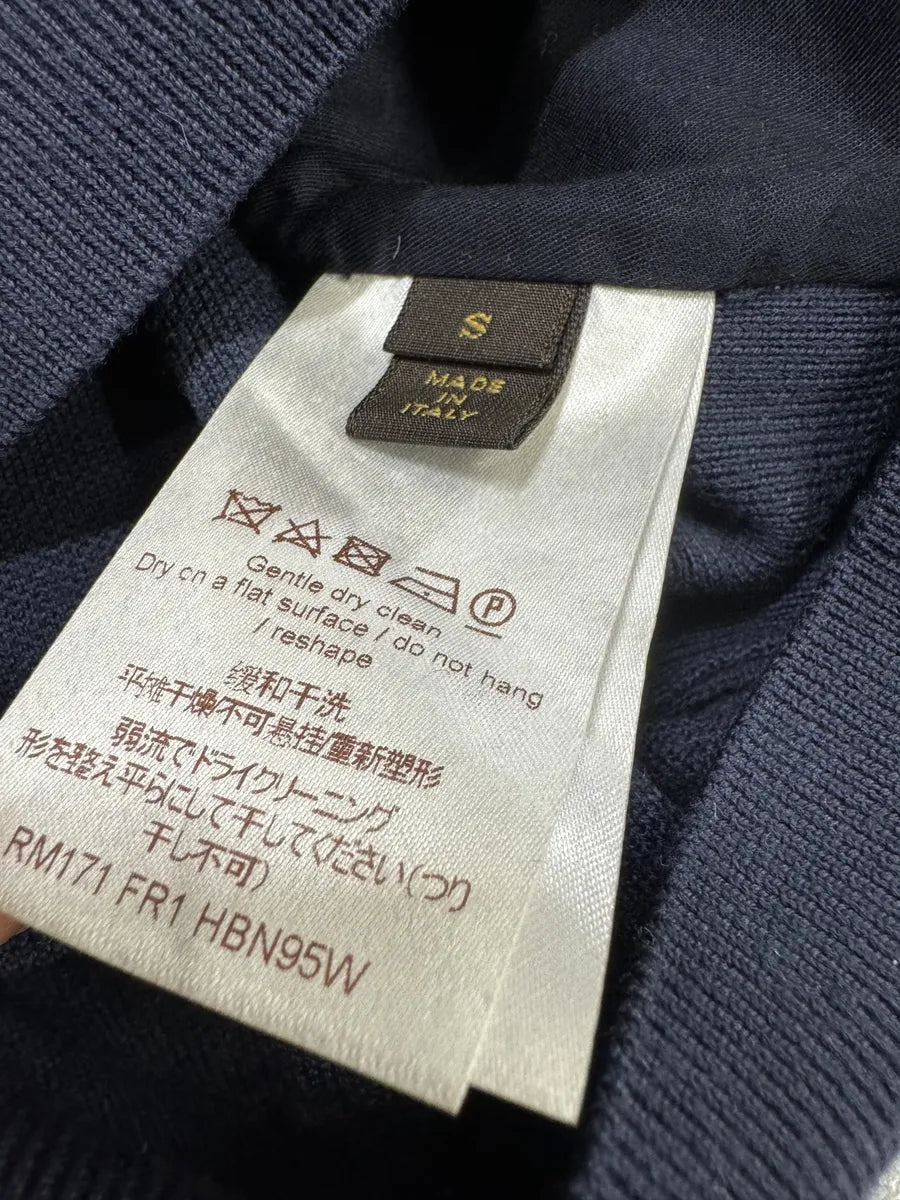 S
MADE
IN
ITALY
P
Gentle dry clean
Dry on a flat surface / do not hang
/ reshape
缓和干洗
平摊干燥/不可悬挂/重新塑形
弱流でドライクリーニング
形を整え平らにして干してください(つり
干し不可)
RM171 FR1 HBN95W